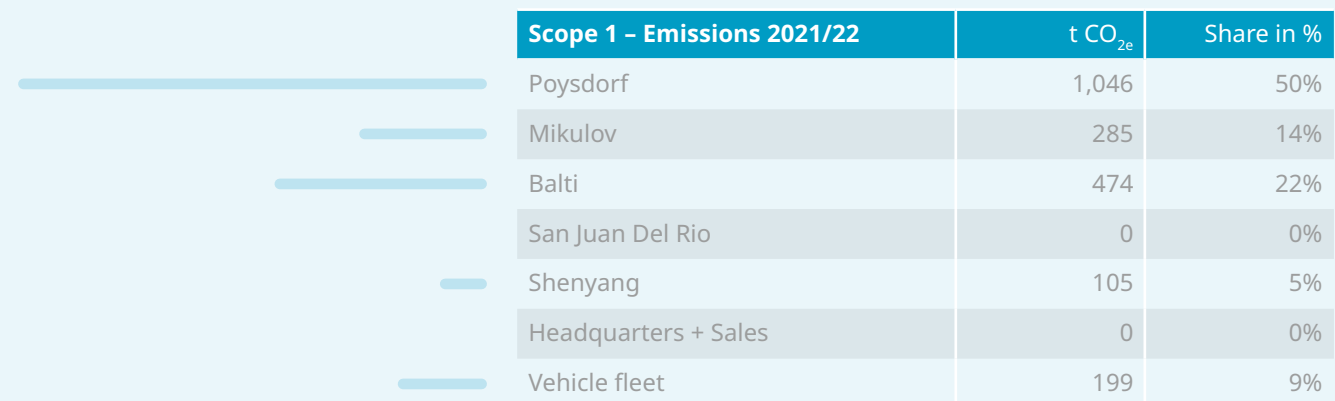 Scope 1 – Emissions 2021/22 t CO2e Share in %
Poysdorf 1,046 50%
Mikulov 285 14%
Balti 474 22%
San Juan Del Rio 0 0%
Shenyang 105 5%
Headquarters + Sales 0 0%
Vehicle fleet 199 9%